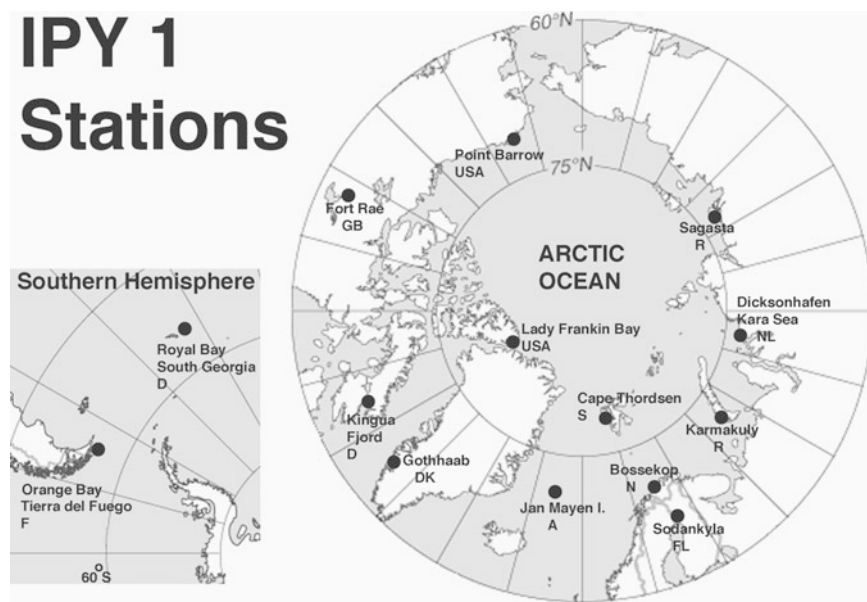 IPY 1
Stations
60°N
Point Barrow
USA
75°N
Fort Rae
GB
Sagasta
R
ARCTIC
OCEAN
Southern Hemisphere
Dicksonhafen
Kara Sea
NL
Royal Bay
South Georgia
D
Lady Frankin Bay
USA
Cape Thordsen
S
Kingua
Fjord
D
Karmakuly
R
Gothhaab
DK
Bossekop
N
Orange Bay
Tierra del Fuego
F
Jan Mayen I.
A
Sodankyla
FL
60 S